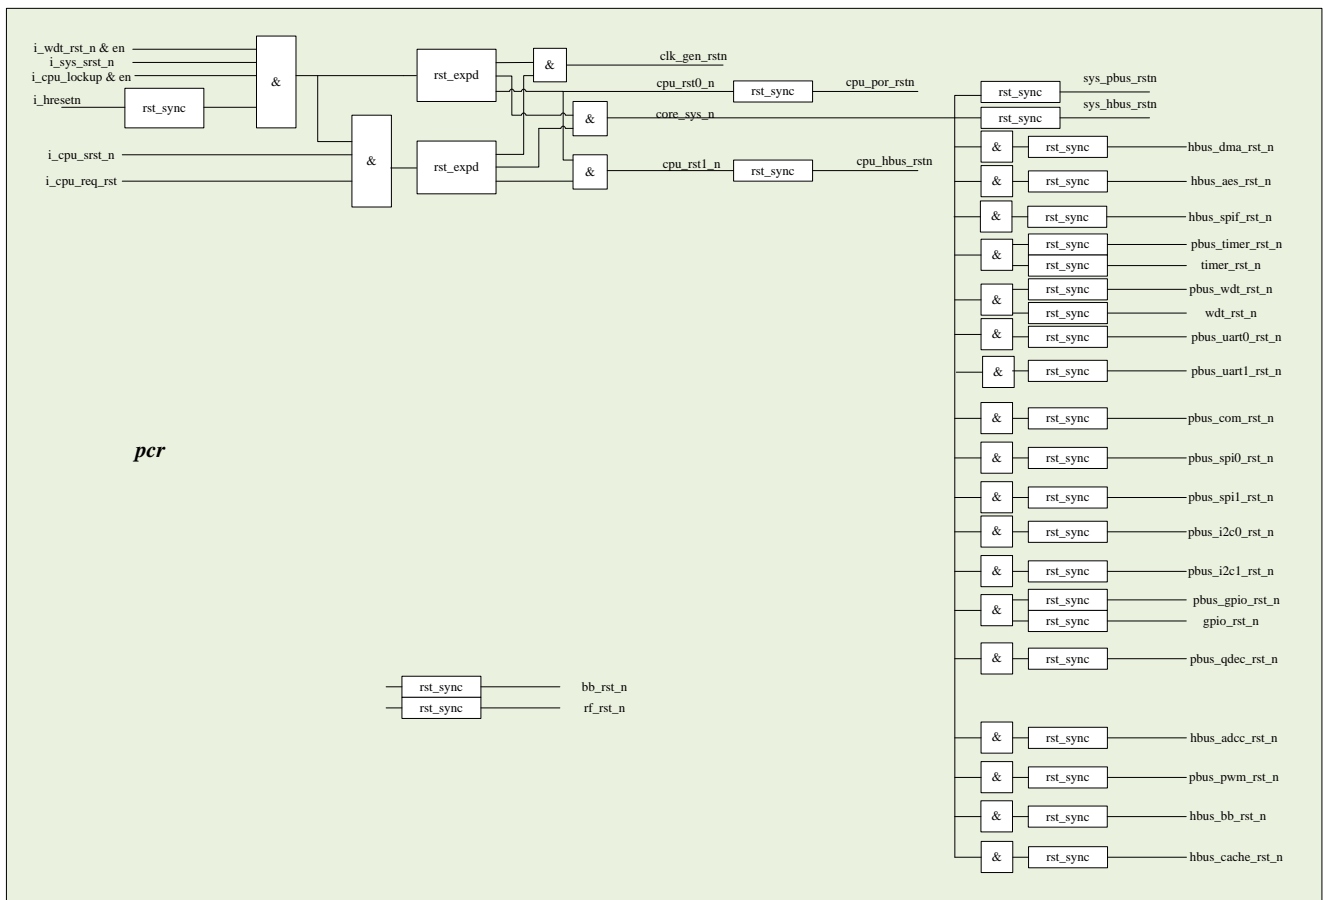 i_wdt_rst_n & en
i_sys_srst_n
i_cpu_lockup & en
i_hresetn
rst_sync
&
i_cpu_srst_n
i_cpu_req_rst
&
rst_expd
rst_expd
&
clk_gen_rstn
cpu_rst0_n
rst_sync
cpu_por_rstn
&
core_sys_n
&
cpu_rst1_n
rst_sync
cpu_hbus_rstn
rst_sync
sys_pbus_rstn
rst_sync
sys_hbus_rstn
& rst_sync hbus_dma_rst_n
& rst_sync hbus_aes_rst_n
& rst_sync hbus_spif_rst_n
& rst_sync pbus_timer_rst_n
rst_sync timer_rst_n
& rst_sync pbus_wdt_rst_n
rst_sync wdt_rst_n
& rst_sync pbus_uart0_rst_n
& rst_sync pbus_uart1_rst_n
& rst_sync pbus_com_rst_n
& rst_sync pbus_spi0_rst_n
& rst_sync pbus_spi1_rst_n
& rst_sync pbus_i2c0_rst_n
& rst_sync pbus_i2c1_rst_n
& rst_sync pbus_gpio_rst_n
rst_sync gpio_rst_n
& rst_sync pbus_qdec_rst_n
& rst_sync hbus_adcc_rst_n
& rst_sync pbus_pwm_rst_n
& rst_sync hbus_bb_rst_n
& rst_sync hbus_cache_rst_n
pcr
rst_sync bb_rst_n
rst_sync rf_rst_n